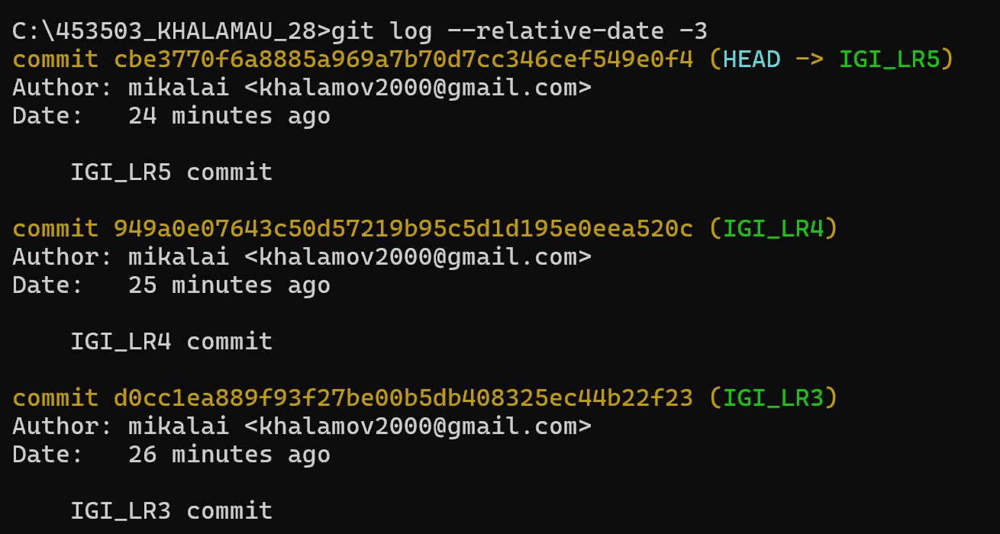 C:\453503_KHALAMAU_28>git log --relative-date -3
commit cbe3770f6a8885a969a7b70d7cc346cef549e0f4 (HEAD -> IGI_LR5)
Author: mikalai <khalamov2000@gmail.com>
Date:   24 minutes ago
IGI_LR5 commit
commit 949a0e07643c50d57219b95c5d1d195e0eea520c (IGI_LR4)
Author: mikalai <khalamov2000@gmail.com>
Date:   25 minutes ago
IGI_LR4 commit
commit d0cc1ea889f93f27be00b5db408325ec44b22f23 (IGI_LR3)
Author: mikalai <khalamov2000@gmail.com>
Date:   26 minutes ago
IGI_LR3 commit